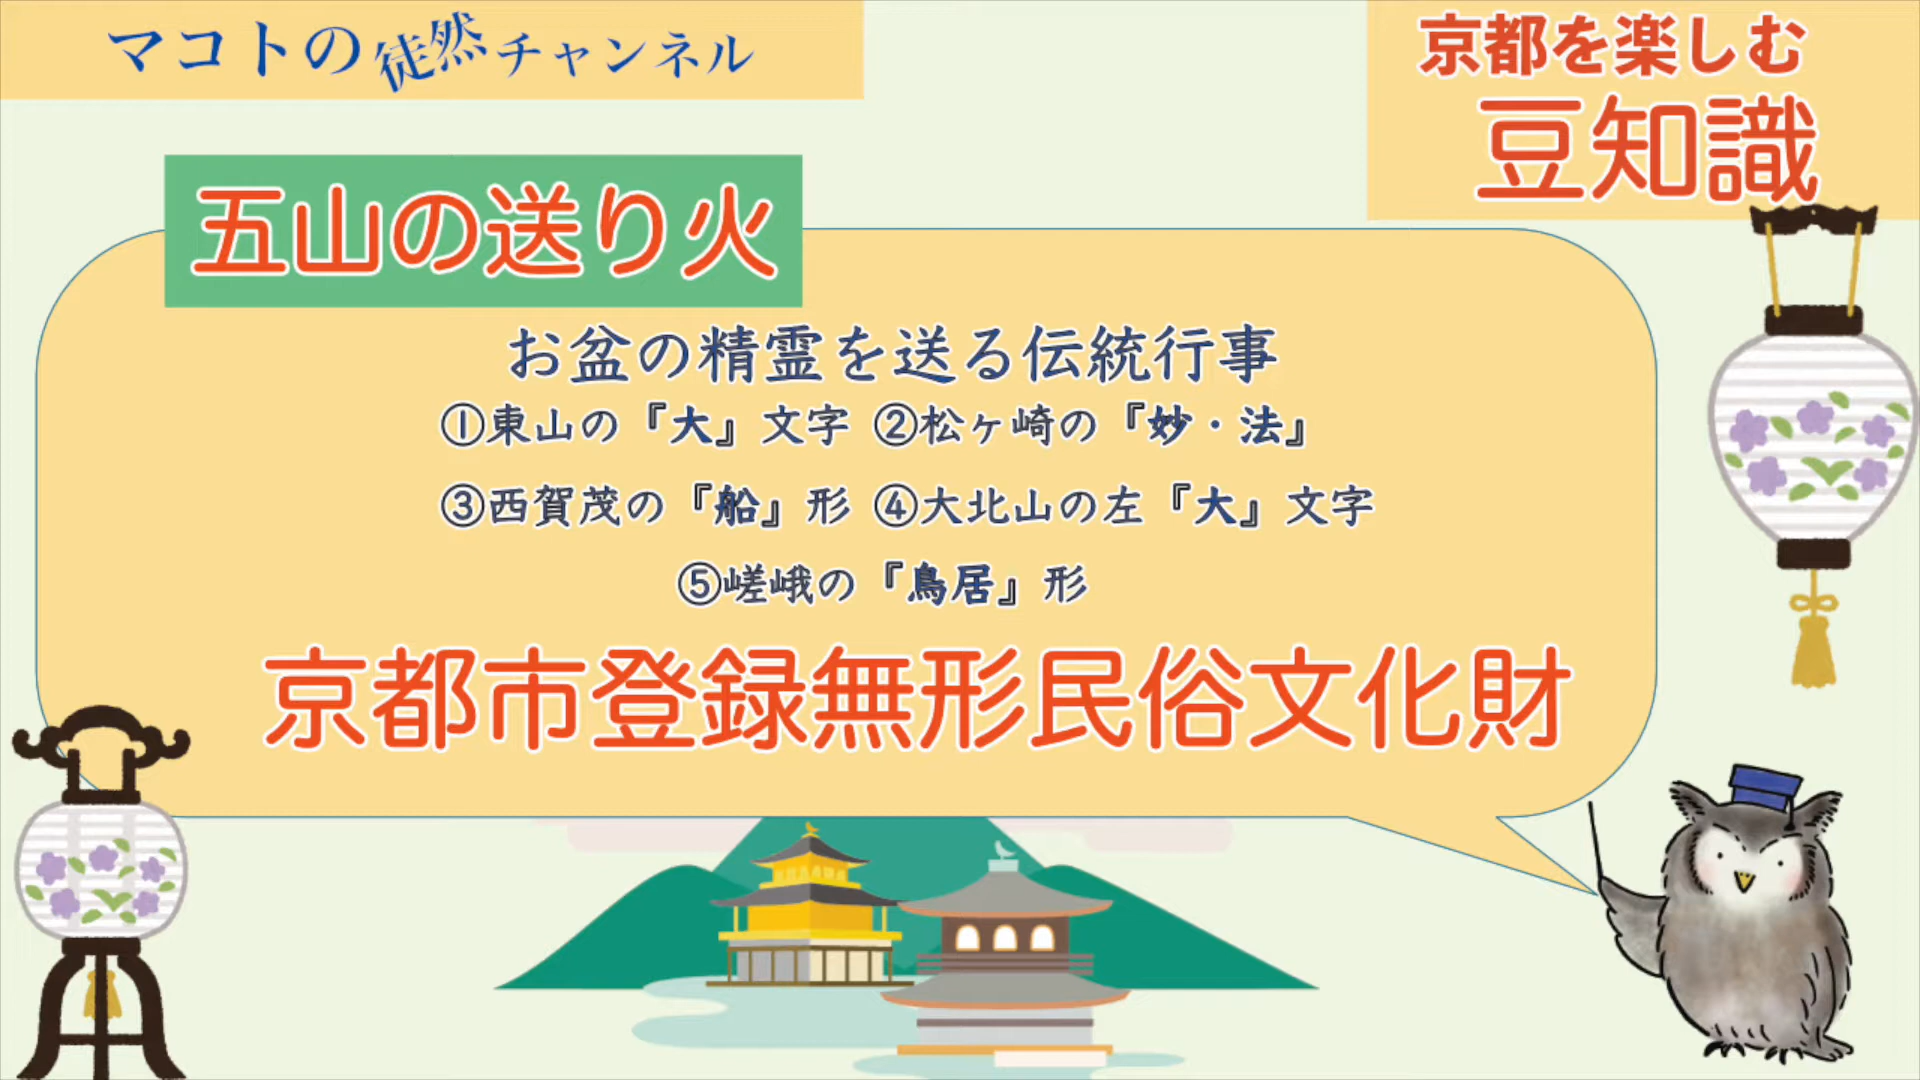 マコトの徒然チャンネル
京都を楽しむ
豆知識
五山の送り火
お盆の精霊を送る伝統行事
①東山の『大』文字 ②松ヶ崎の『妙・法』
③西賀茂の『船』形 ④大北山の左『大』文字
⑤嵯峨の『鳥居』形
京都市登録無形民俗文化財